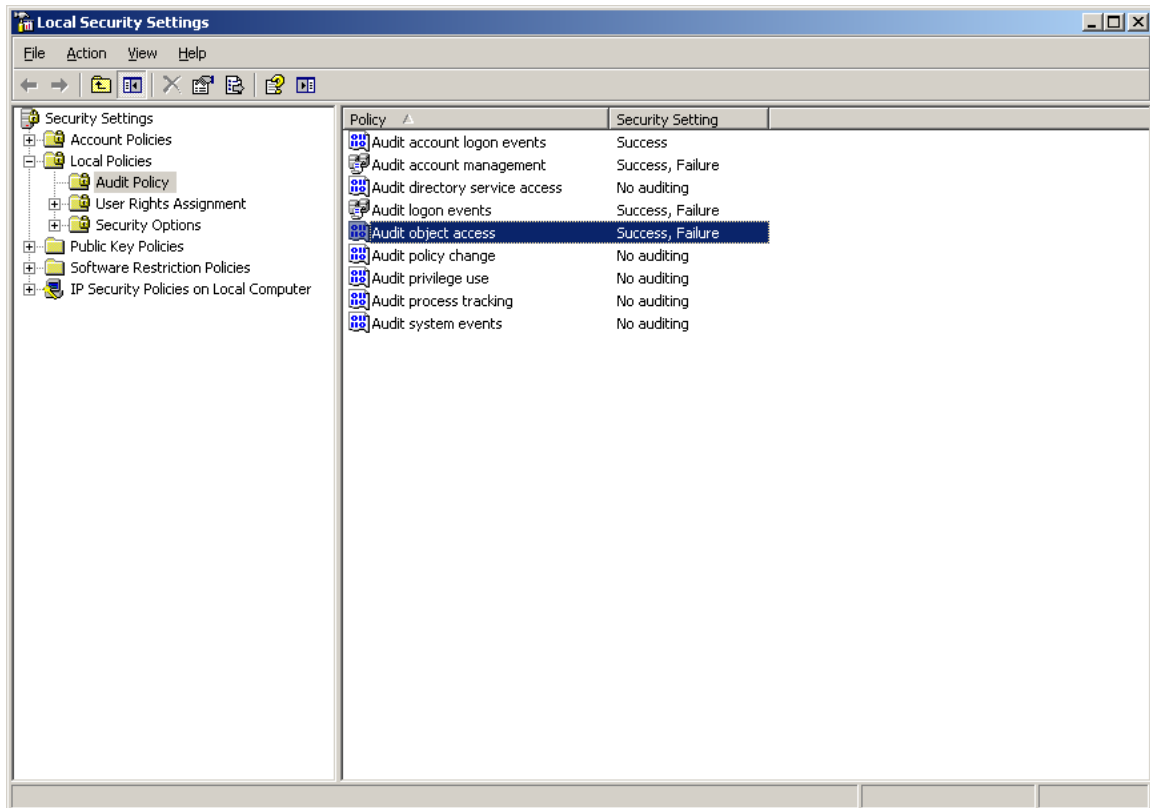 Local Security Settings
File Action View Help
Security Settings
Account Policies
Local Policies
Audit Policy
User Rights Assignment
Security Options
Public Key Policies
Software Restriction Policies
IP Security Policies on Local Computer
Policy Security Setting
Audit account logon events Success
Audit account management Success, Failure
Audit directory service access No auditing
Audit logon events Success, Failure
Audit object access Success, Failure
Audit policy change No auditing
Audit privilege use No auditing
Audit process tracking No auditing
Audit system events No auditing